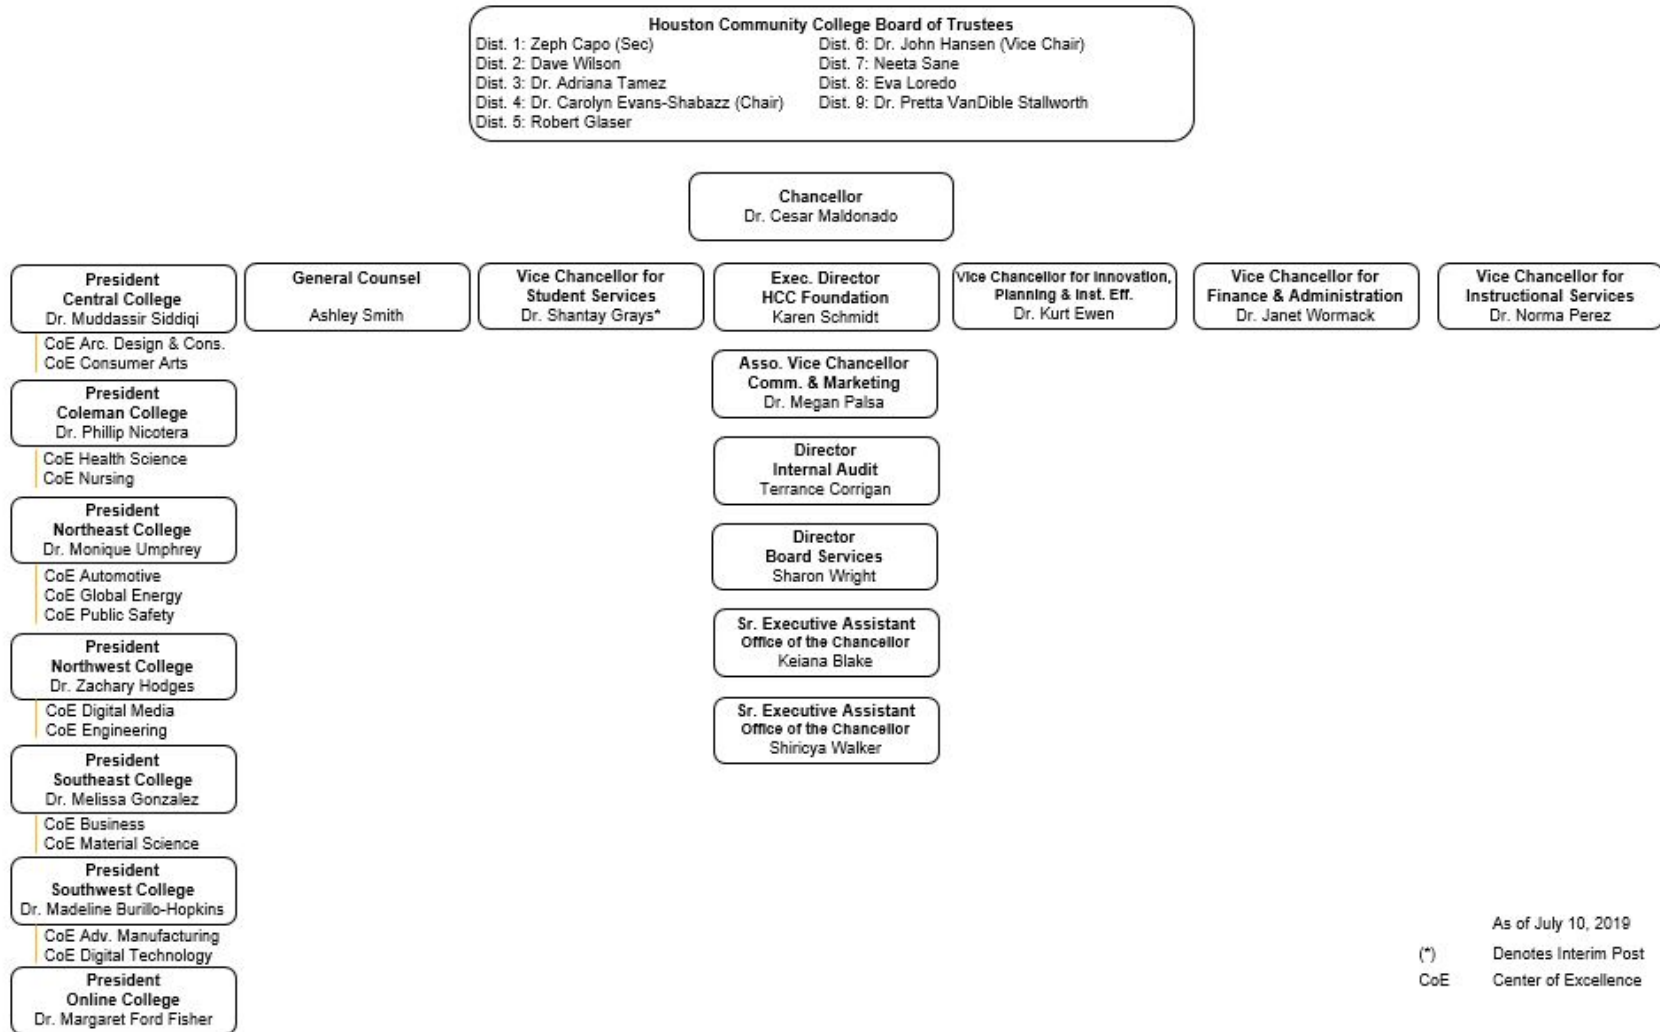 Houston Community College Board of Trustees
Dist. 1: Zeph Capo (Sec)
Dist. 2: Dave Wilson
Dist. 3: Dr. Adriana Tamez
Dist. 4: Dr. Carolyn Evans-Shabazz (Chair)
Dist. 5: Robert Glaser
Dist. 6: Dr. John Hansen (Vice Chair)
Dist. 7: Neeta Sane
Dist. 8: Eva Loredo
Dist. 9: Dr. Pretta VanDible Stallworth
Chancellor
Dr. Cesar Maldonado
President
Central College
Dr. Muddassir Siddiqi
CoE Arc. Design & Cons.
CoE Consumer Arts
President
Coleman College
Dr. Phillip Nicotera
CoE Health Science
CoE Nursing
President
Northeast College
Dr. Monique Umphrey
CoE Automotive
CoE Global Energy
CoE Public Safety
President
Northwest College
Dr. Zachary Hodges
CoE Digital Media
CoE Engineering
President
Southeast College
Dr. Melissa Gonzalez
CoE Business
CoE Material Science
President
Southwest College
Dr. Madeline Burillo-Hopkins
CoE Adv. Manufacturing
CoE Digital Technology
President
Online College
Dr. Margaret Ford Fisher
General Counsel
Ashley Smith
Vice Chancellor for
Student Services
Dr. Shantay Grays*
Exec. Director
HCC Foundation
Karen Schmidt
Asso. Vice Chancellor
Comm. & Marketing
Dr. Megan Palsa
Director
Internal Audit
Terrance Corrigan
Director
Board Services
Sharon Wright
Sr. Executive Assistant
Office of the Chancellor
Keiana Blake
Sr. Executive Assistant
Office of the Chancellor
Shiricya Walker
Vice Chancellor for Innovation,
Planning & Inst. Eff.
Dr. Kurt Ewen
Vice Chancellor for
Finance & Administration
Dr. Janet Wormack
Vice Chancellor for
Instructional Services
Dr. Norma Perez
As of July 10, 2019
(*) Denotes Interim Post
CoE Center of Excellence